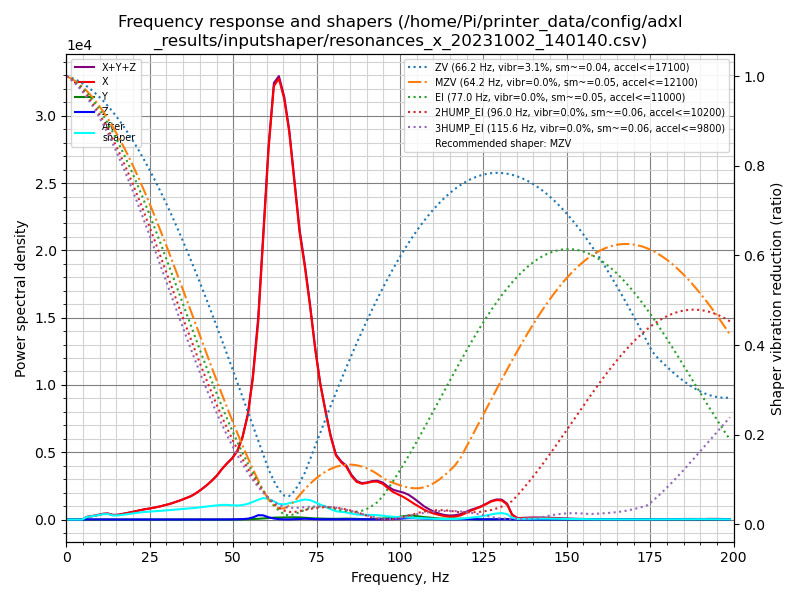 Frequency response and shapers (/home/Pi/printer_data/config/adxl
_results/inputshaper/resonances_x_20231002_140140.csv)
1e4
X+Y+Z
X
Y
Z
After
shaper
ZV (66.2 Hz, vibr=3.1%, sm~=0.04, accel<=17100)
MZV (64.2 Hz, vibr=0.0%, sm~=0.05, accel<=12100)
EI (77.0 Hz, vibr=0.0%, sm~=0.05, accel<=11000)
2HUMP_EI (96.0 Hz, vibr=0.0%, sm~=0.06, accel<=10200)
3HUMP_EI (115.6 Hz, vibr=0.0%, sm~=0.06, accel<=9800)
Recommended shaper: MZV
Power spectral density
3.0
2.5
2.0
1.5
1.0
0.5
0.0
1.0
0.8
0.6
0.4
0.2
0.0
Shaper vibration reduction (ratio)
0 25 50 75 100 125 150 175 200
Frequency, Hz